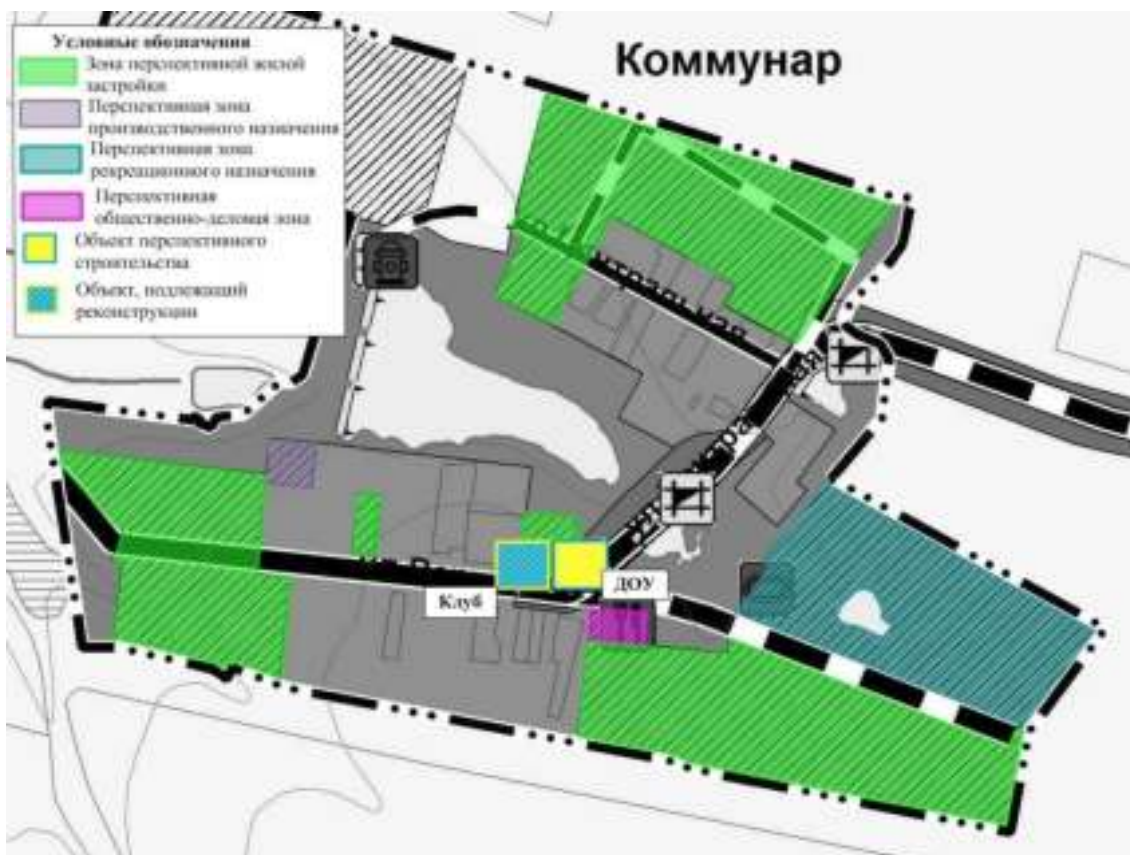 Условные обозначения
Зона перспективной жилой
застройки
Перспективная зона
производственного назначения
Перспективная зона
рекреационного назначения
Перспективная
общественно-деловая зона
Объект перспективного
строительства
Объект, подлежащий
реконструкции
Коммунар
Клуб
ДОУ